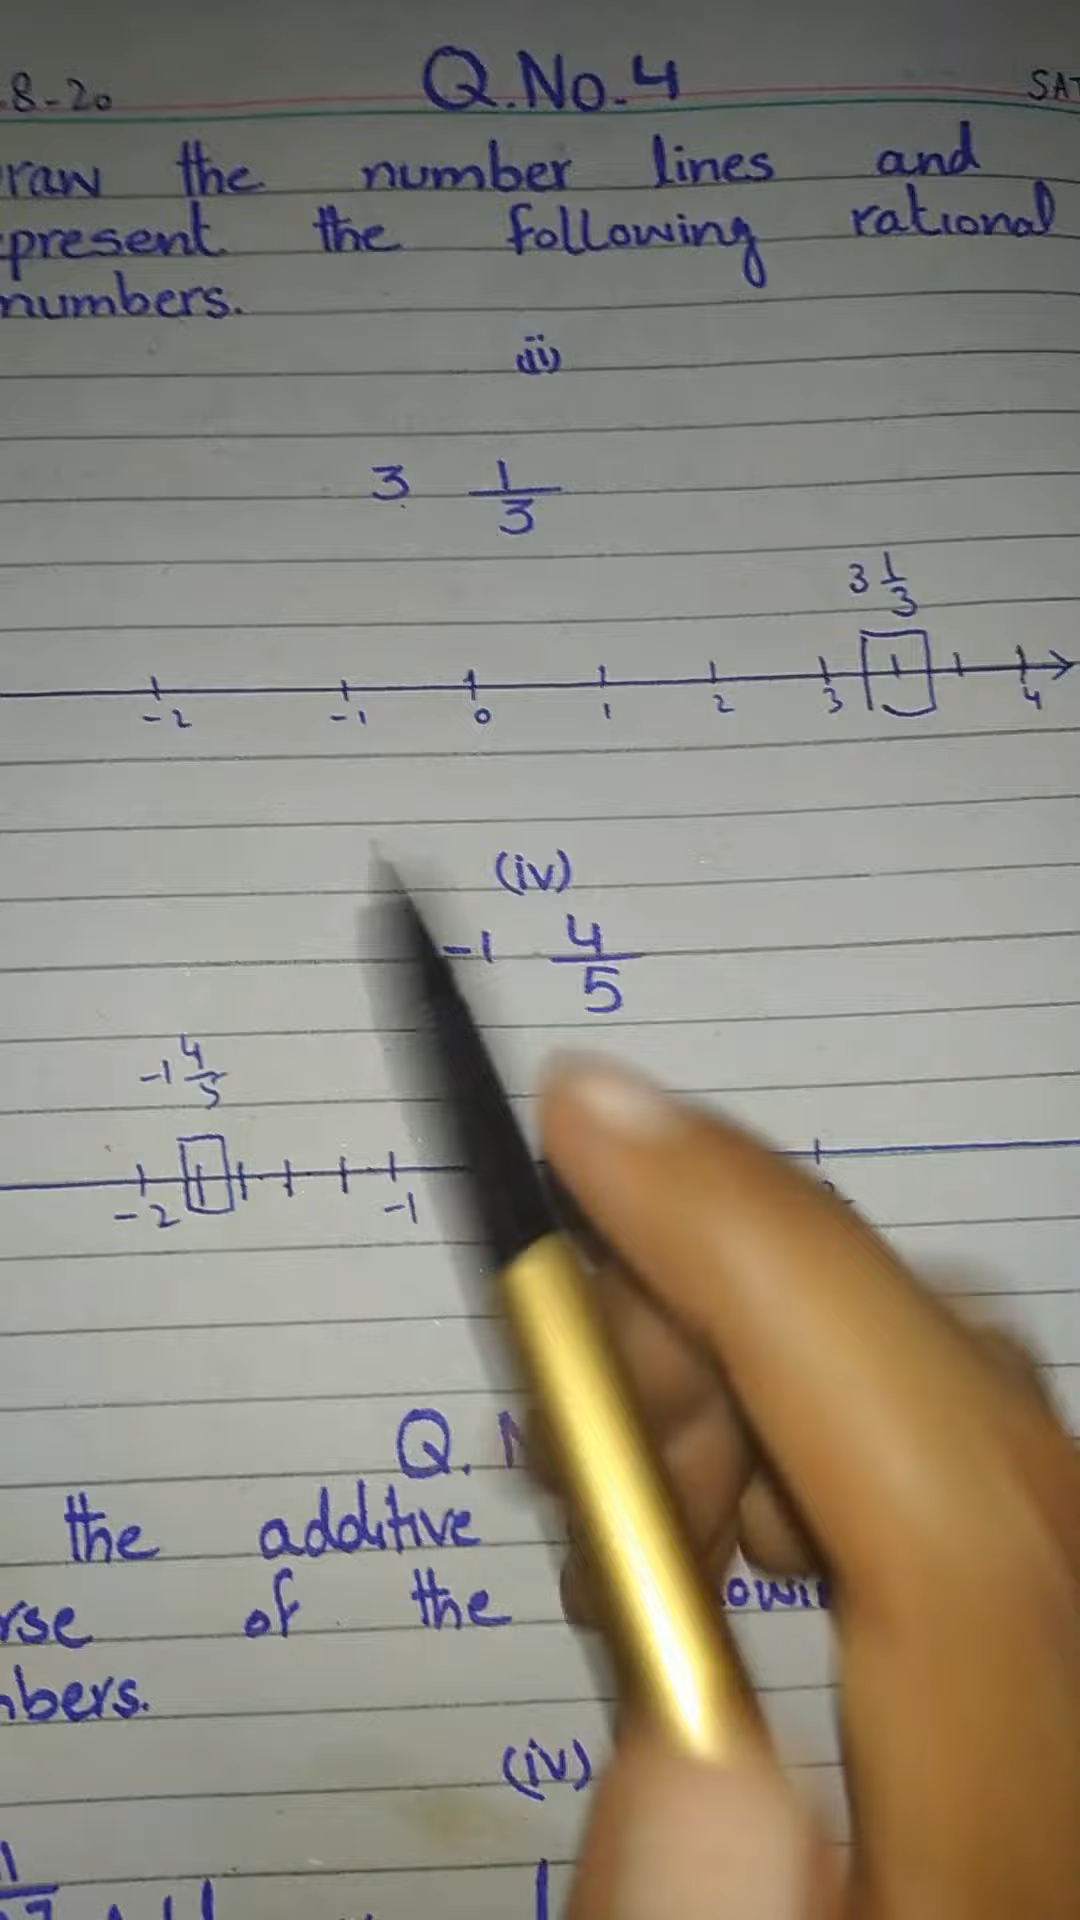 .8-20 Q.No.4 SAT
raw the number lines and
present the following rational
numbers.
(ii)
3 1/3
3 1/3
-2 -1 0 1 2 3 4
(iv)
-1 4/5
-1 4/5
-2 -1
Q.
the additive
rse of the owi
bers.
(iv)